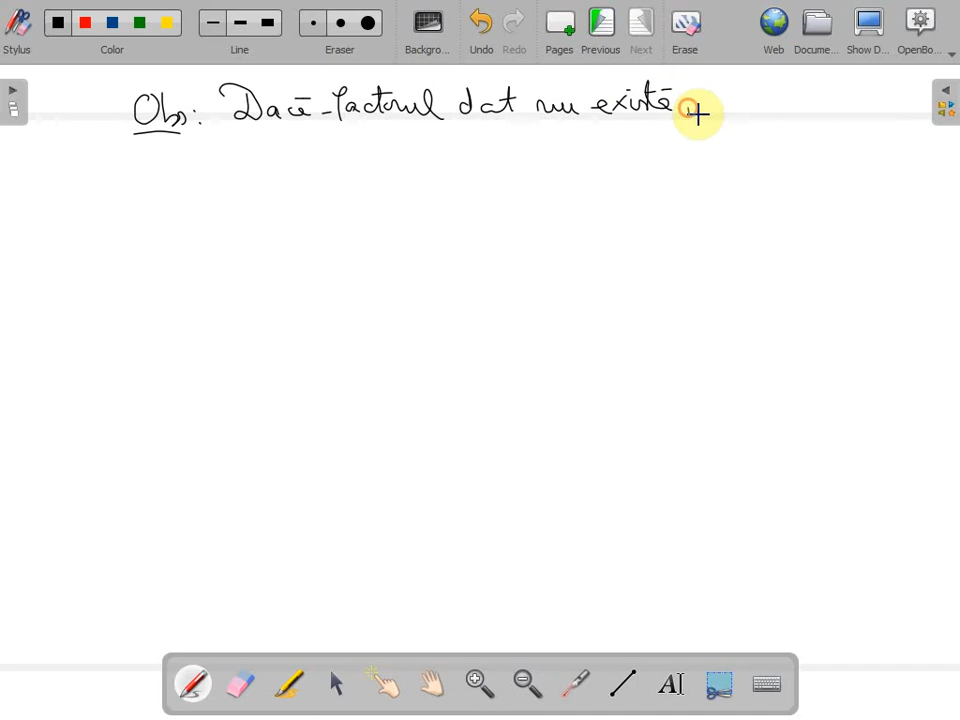 Stylus
Color
Line
Eraser
Backgro...
Undo
Redo
Pages
Previous
Next
Erase
Web
Docume...
Show D...
OpenBo...
Obs: Dacă factorul dat nu există
A